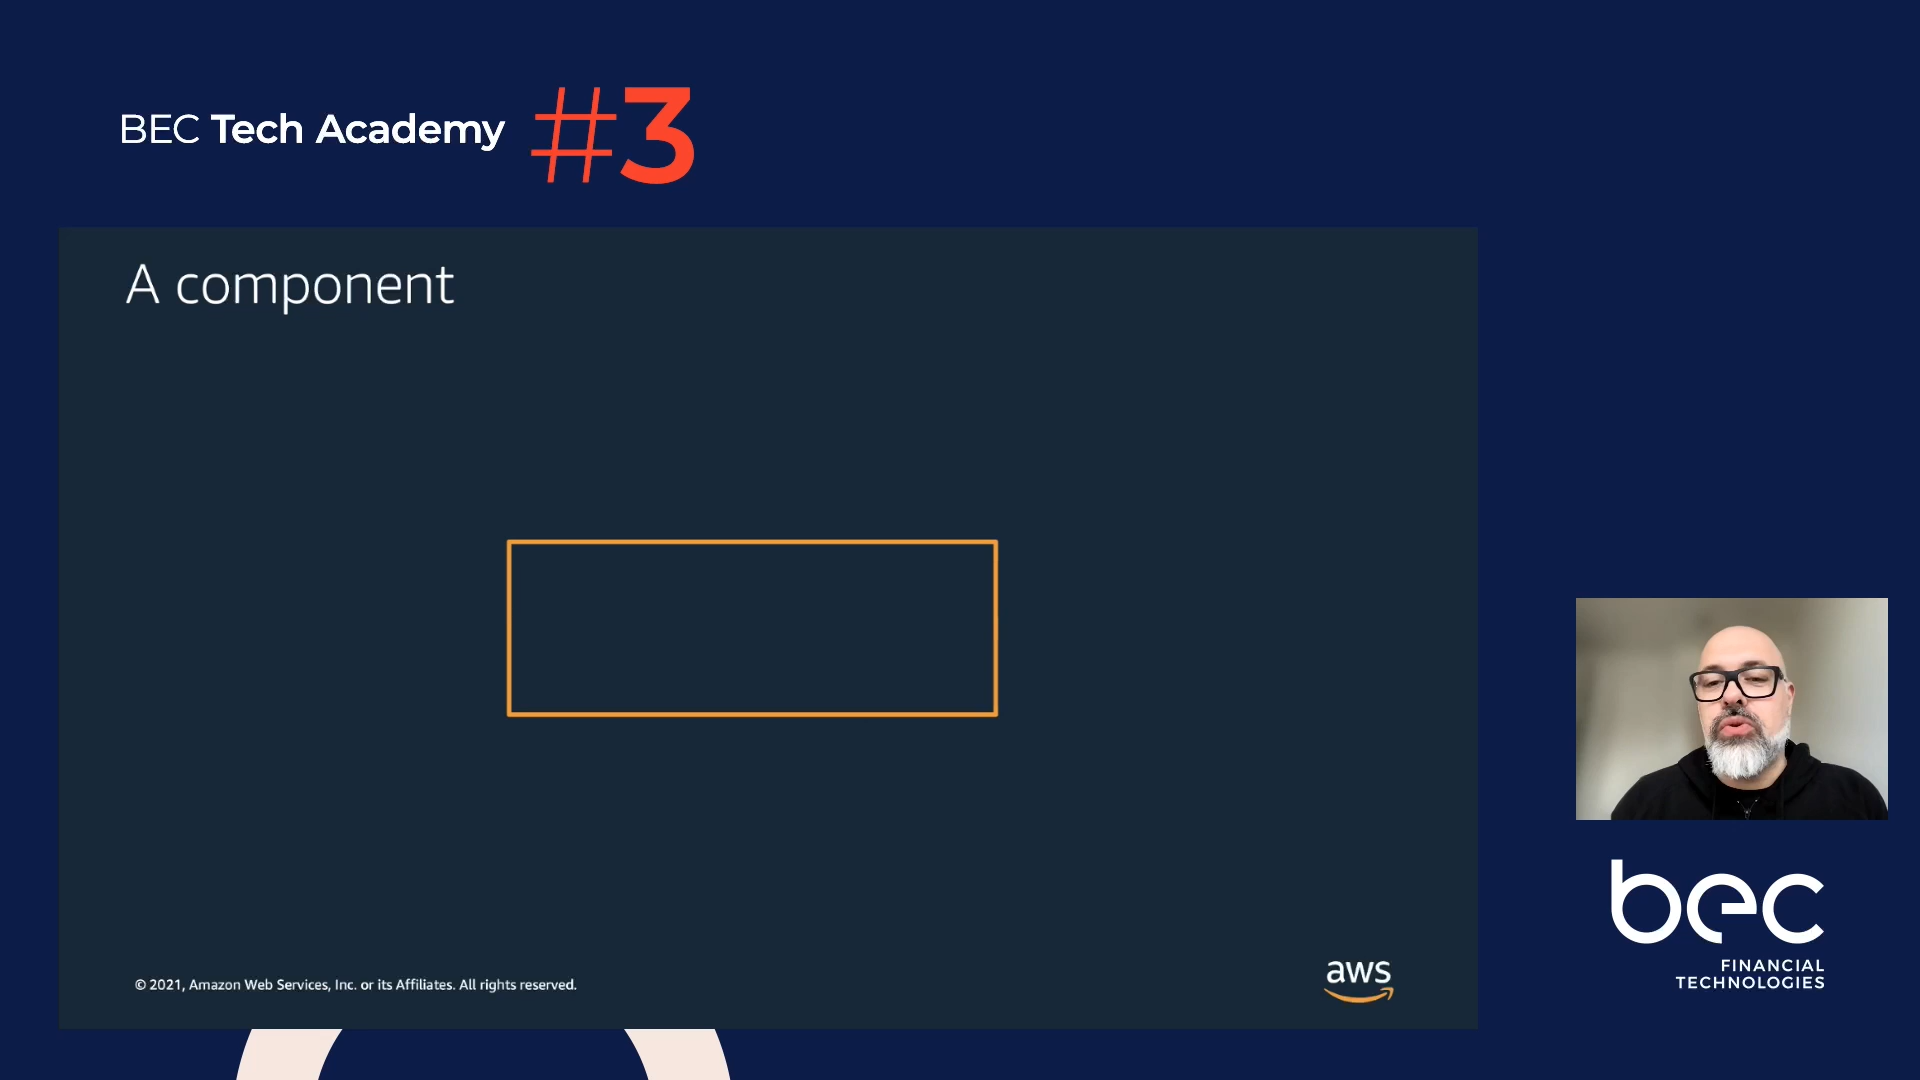 BEC Tech Academy #3
A component
© 2021, Amazon Web Services, Inc. or its Affiliates. All rights reserved.
aws
bec
FINANCIAL
TECHNOLOGIES